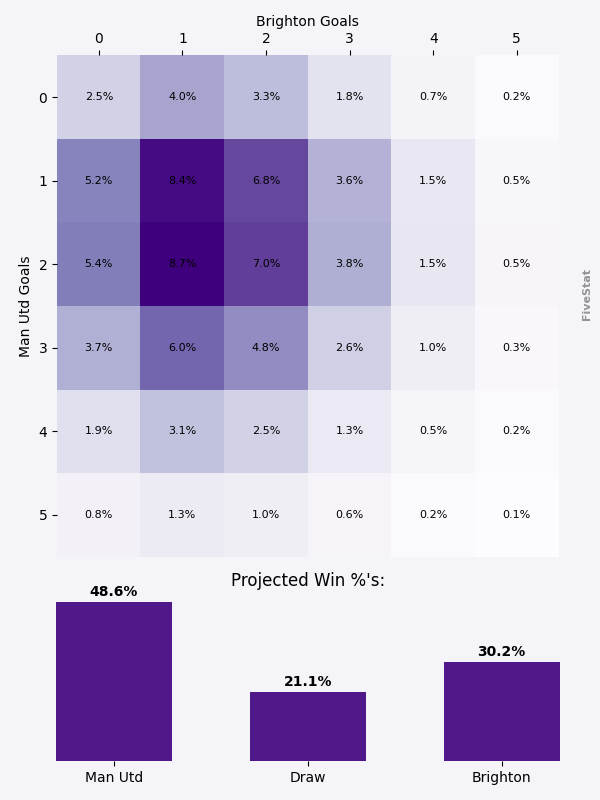 Brighton Goals
0 1 2 3 4 5
0 2.5% 4.0% 3.3% 1.8% 0.7% 0.2%
1 5.2% 8.4% 6.8% 3.6% 1.5% 0.5%
2 5.4% 8.7% 7.0% 3.8% 1.5% 0.5%
3 3.7% 6.0% 4.8% 2.6% 1.0% 0.3%
4 1.9% 3.1% 2.5% 1.3% 0.5% 0.2%
5 0.8% 1.3% 1.0% 0.6% 0.2% 0.1%
Man Utd Goals
FiveStat
Projected Win %'s:
48.6% 21.1% 30.2%
Man Utd Draw Brighton